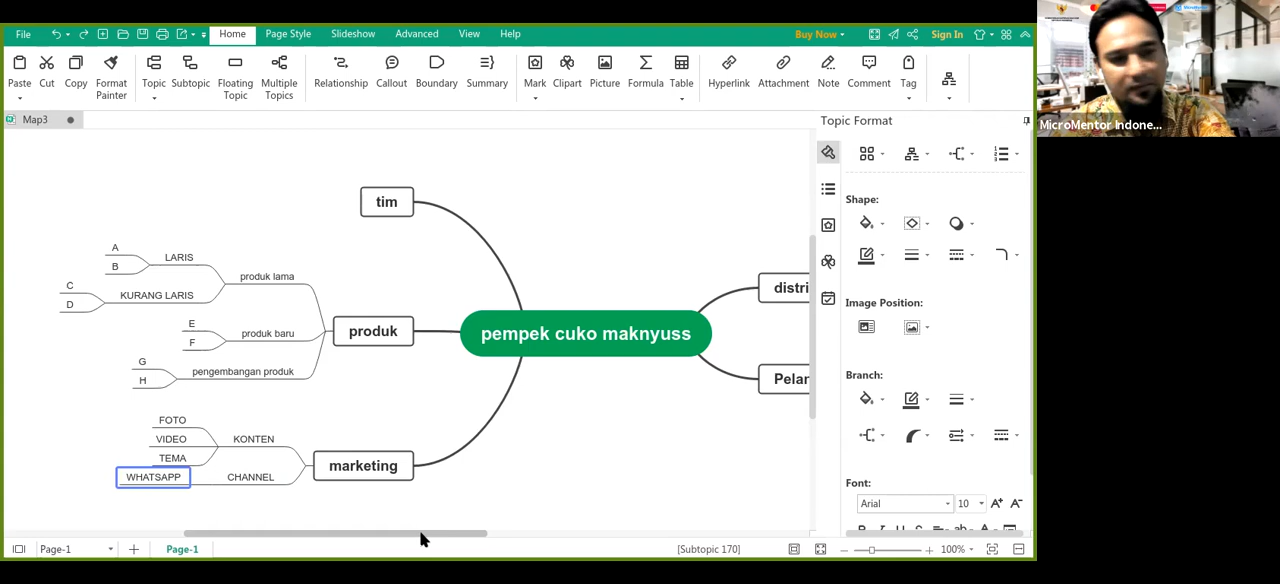 File
Home
Page Style
Slideshow
Advanced
View
Help
Buy Now
Sign In
Paste
Cut
Copy
Format Painter
Topic
Subtopic
Floating Topic
Multiple Topics
Relationship
Callout
Boundary
Summary
Mark
Clipart
Picture
Formula
Table
Hyperlink
Attachment
Note
Comment
Tag
MicroMentor Indone...
Map3
Topic Format
Shape:
Image Position:
Branch:
Font:
Arial
10
tim
A
B
LARIS
C
D
KURANG LARIS
produk lama
E
F
produk baru
G
H
pengembangan produk
produk
pempek cuko maknyuss
distri
Pelan
FOTO
VIDEO
TEMA
KONTEN
WHATSAPP
CHANNEL
marketing
Page-1
Page-1
[Subtopic 170]
100%